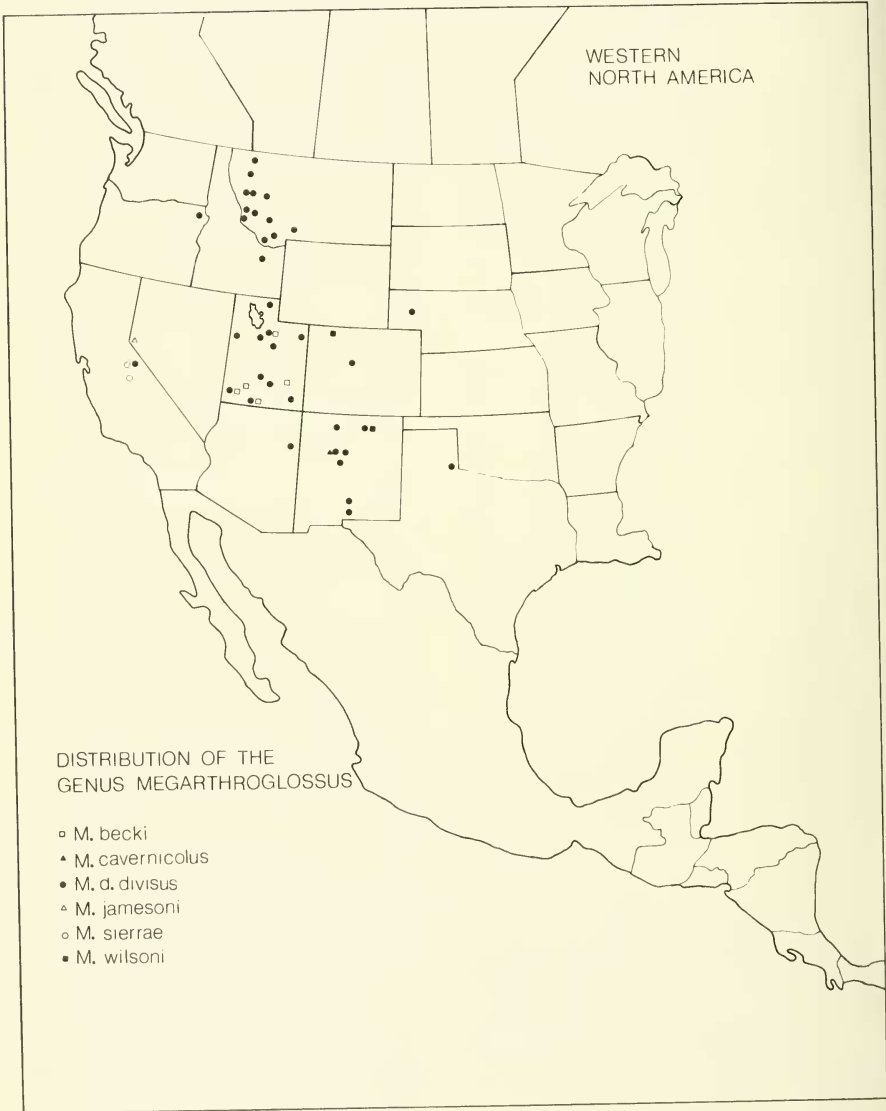 WESTERN
NORTH AMERICA
DISTRIBUTION OF THE
GENUS MEGARTHROGLOSSUS
M. becki
M. cavernicolus
M. d. divisus
M. jamesoni
M. sierrae
M. wilsoni